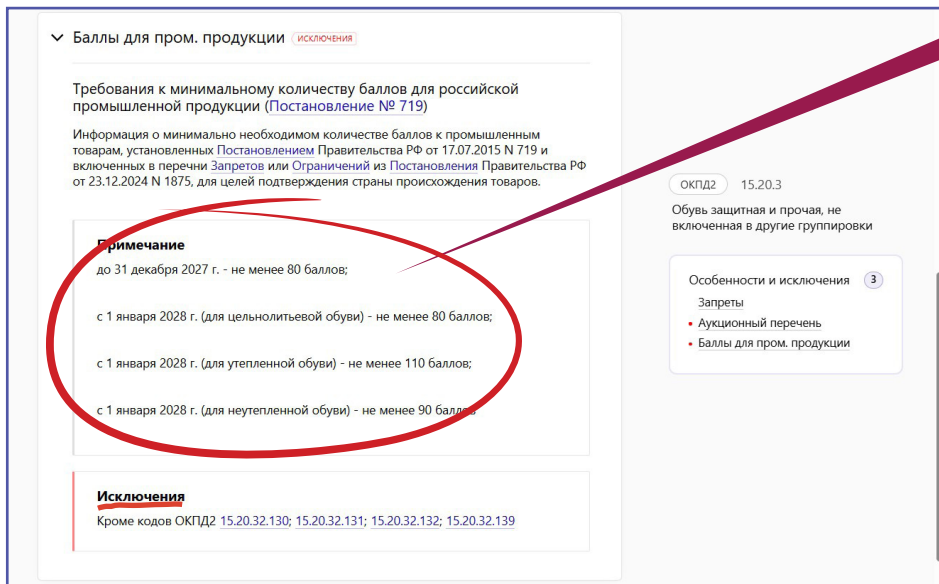 Баллы для пром. продукции ИСКЛЮЧЕНИЯ
Требования к минимальному количеству баллов для российской
промышленной продукции (Постановление № 719)
Информация о минимально необходимом количестве баллов к промышленным
товарам, установленных Постановлением Правительства РФ от 17.07.2015 N 719 и
включенных в перечни Запретов или Ограничений из Постановления Правительства РФ
от 23.12.2024 N 1875, для целей подтверждения страны происхождения товаров.
Примечание
до 31 декабря 2027 г. - не менее 80 баллов;
с 1 января 2028 г. (для цельнолитьевой обуви) - не менее 80 баллов;
с 1 января 2028 г. (для утепленной обуви) - не менее 110 баллов;
с 1 января 2028 г. (для неутепленной обуви) - не менее 90 баллов
Исключения
Кроме кодов ОКПД2 15.20.32.130; 15.20.32.131; 15.20.32.132; 15.20.32.139
ОКПД2 15.20.3
Обувь защитная и прочая, не
включенная в другие группировки
Особенности и исключения 3
Запреты
Аукционный перечень
Баллы для пром. продукции